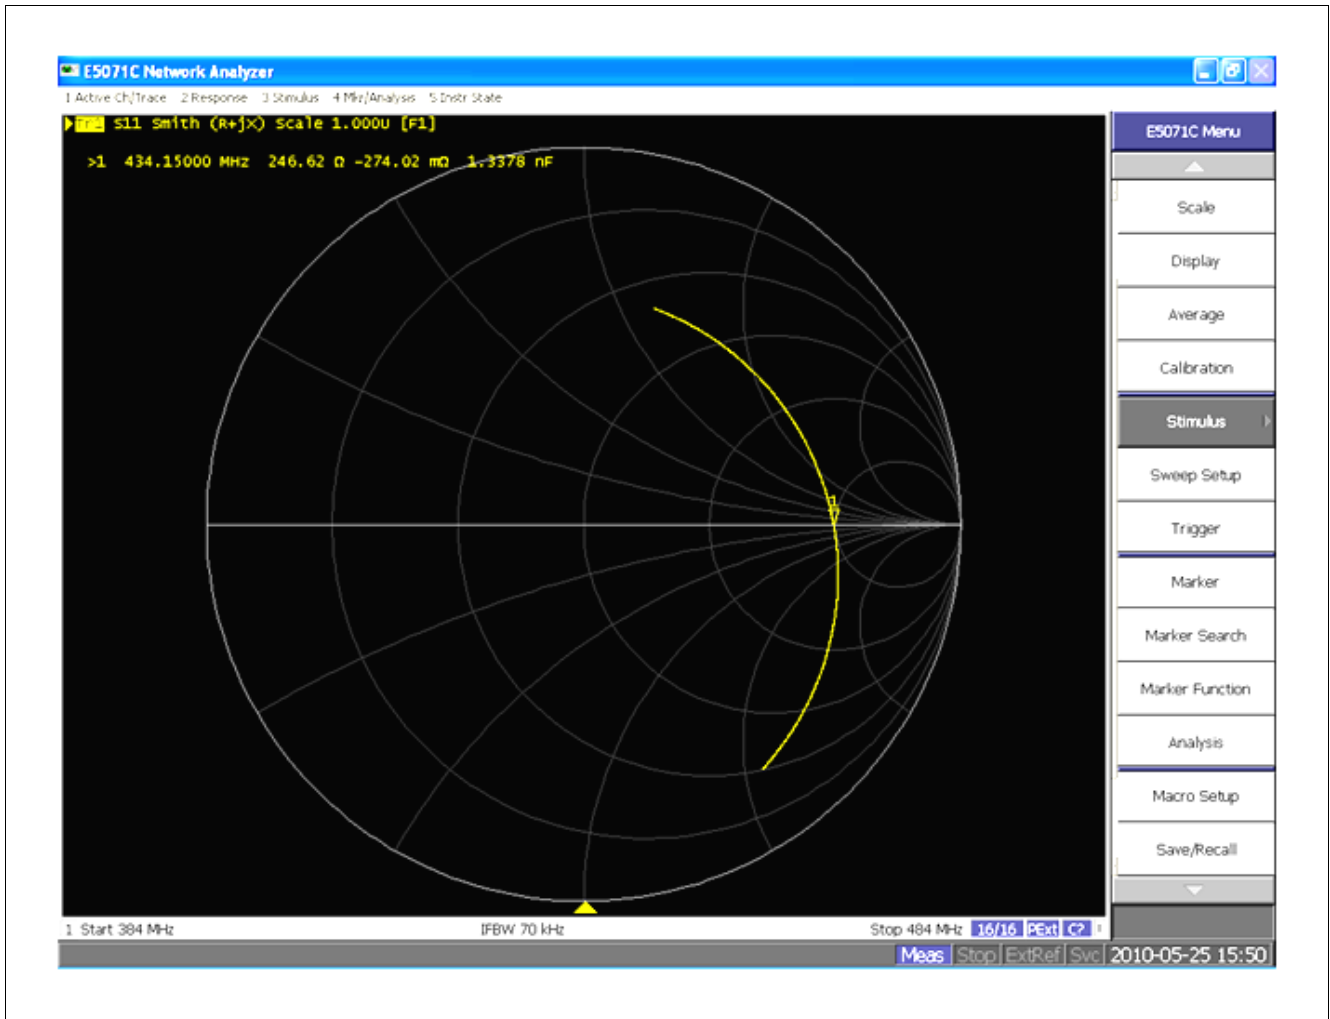 E5071C Network Analyzer
1 Active Ch/Trace 2 Response 3 Stimulus 4 Mkr/Analysis 5 Instr State
Tr1 S11 Smith (R+jX) Scale 1.000U [F1]
>1 434.15000 MHz 246.62 Ω -274.02 mΩ 1.3378 nF
1
E5071C Menu
Scale
Display
Average
Calibration
Stimulus
Sweep Setup
Trigger
Marker
Marker Search
Marker Function
Analysis
Macro Setup
Save/Recall
1 Start 384 MHz IFBW 70 kHz Stop 484 MHz 16/16 PExt C?
Meas Stop ExtRef Svc 2010-05-25 15:50